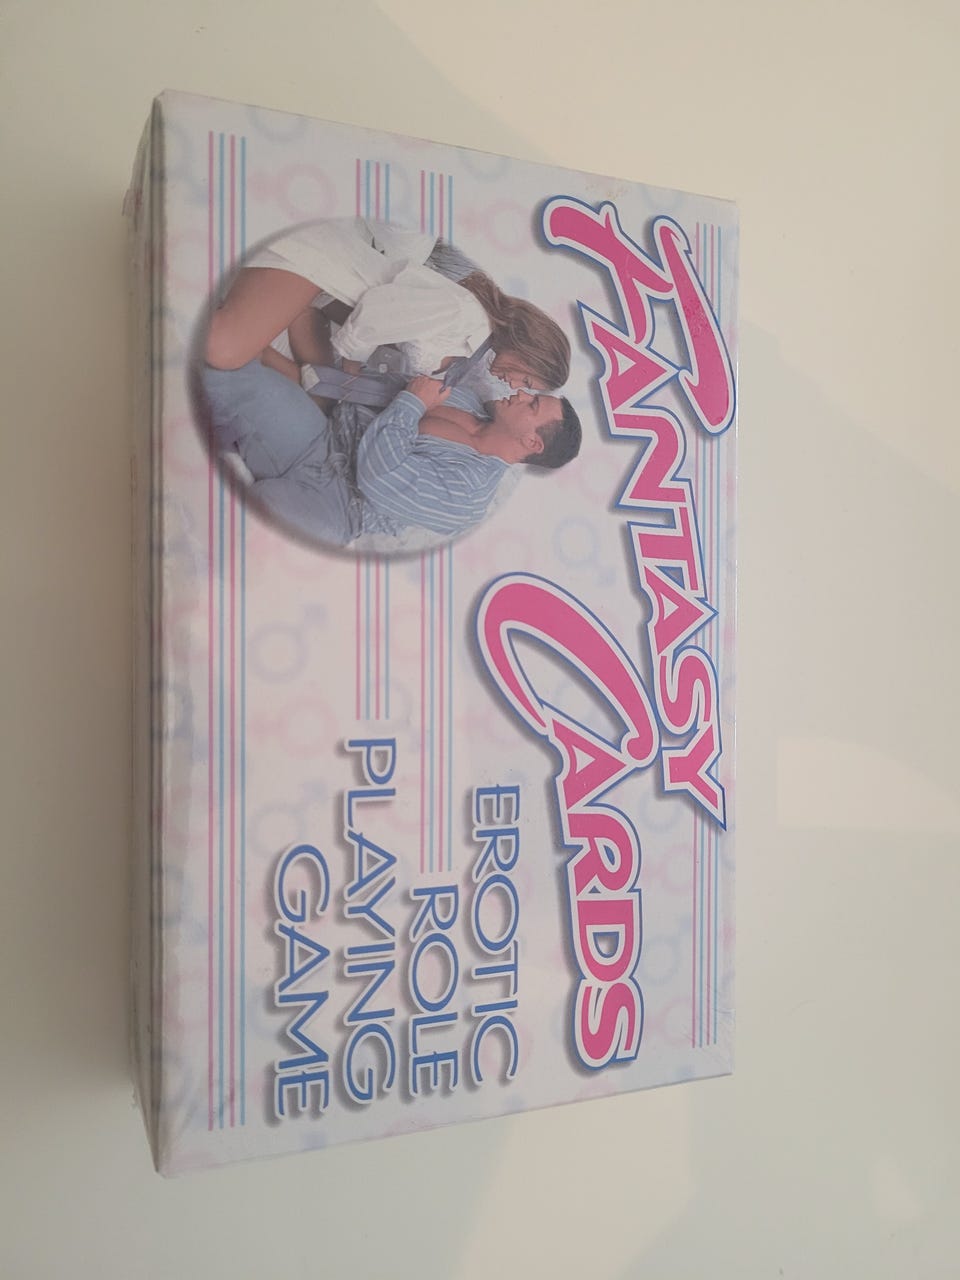 FANTASY
CARDS
EROTIC
ROLE
PLAYING
GAME